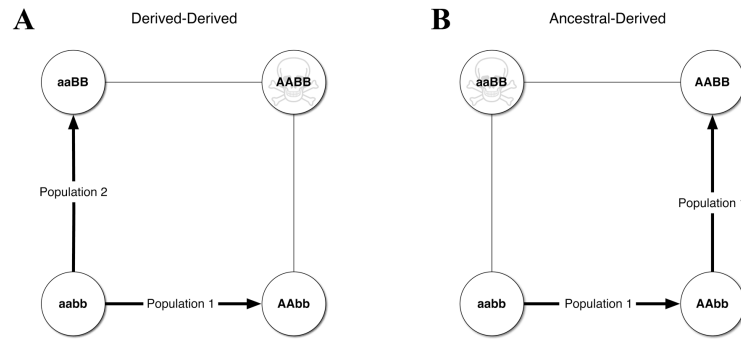 A Derived-Derived
B Ancestral-Derived
aaBB
AABB
aaBB
AABB
Population 2
Population
aabb
Population 1
AAbb
aabb
Population 1
AAbb